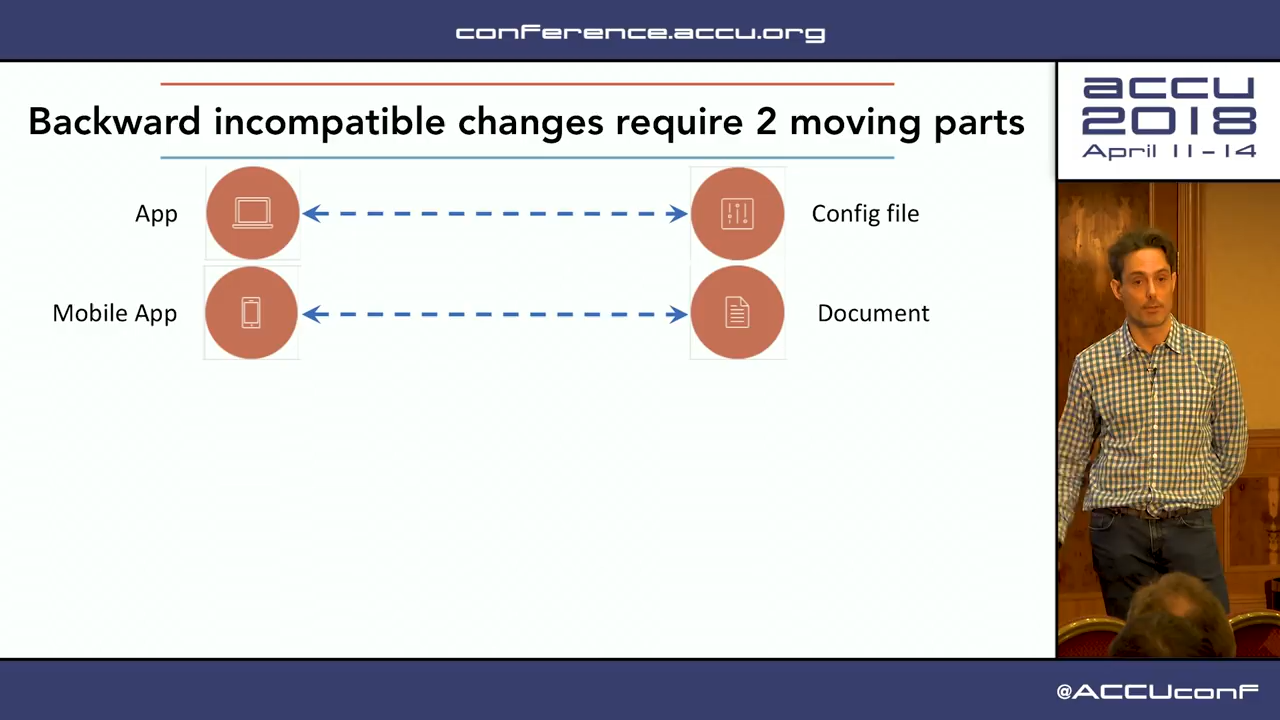 conference.accu.org
Backward incompatible changes require 2 moving parts
App
Config file
Mobile App
Document
accu
2018
April 11-14
@ACCUconf